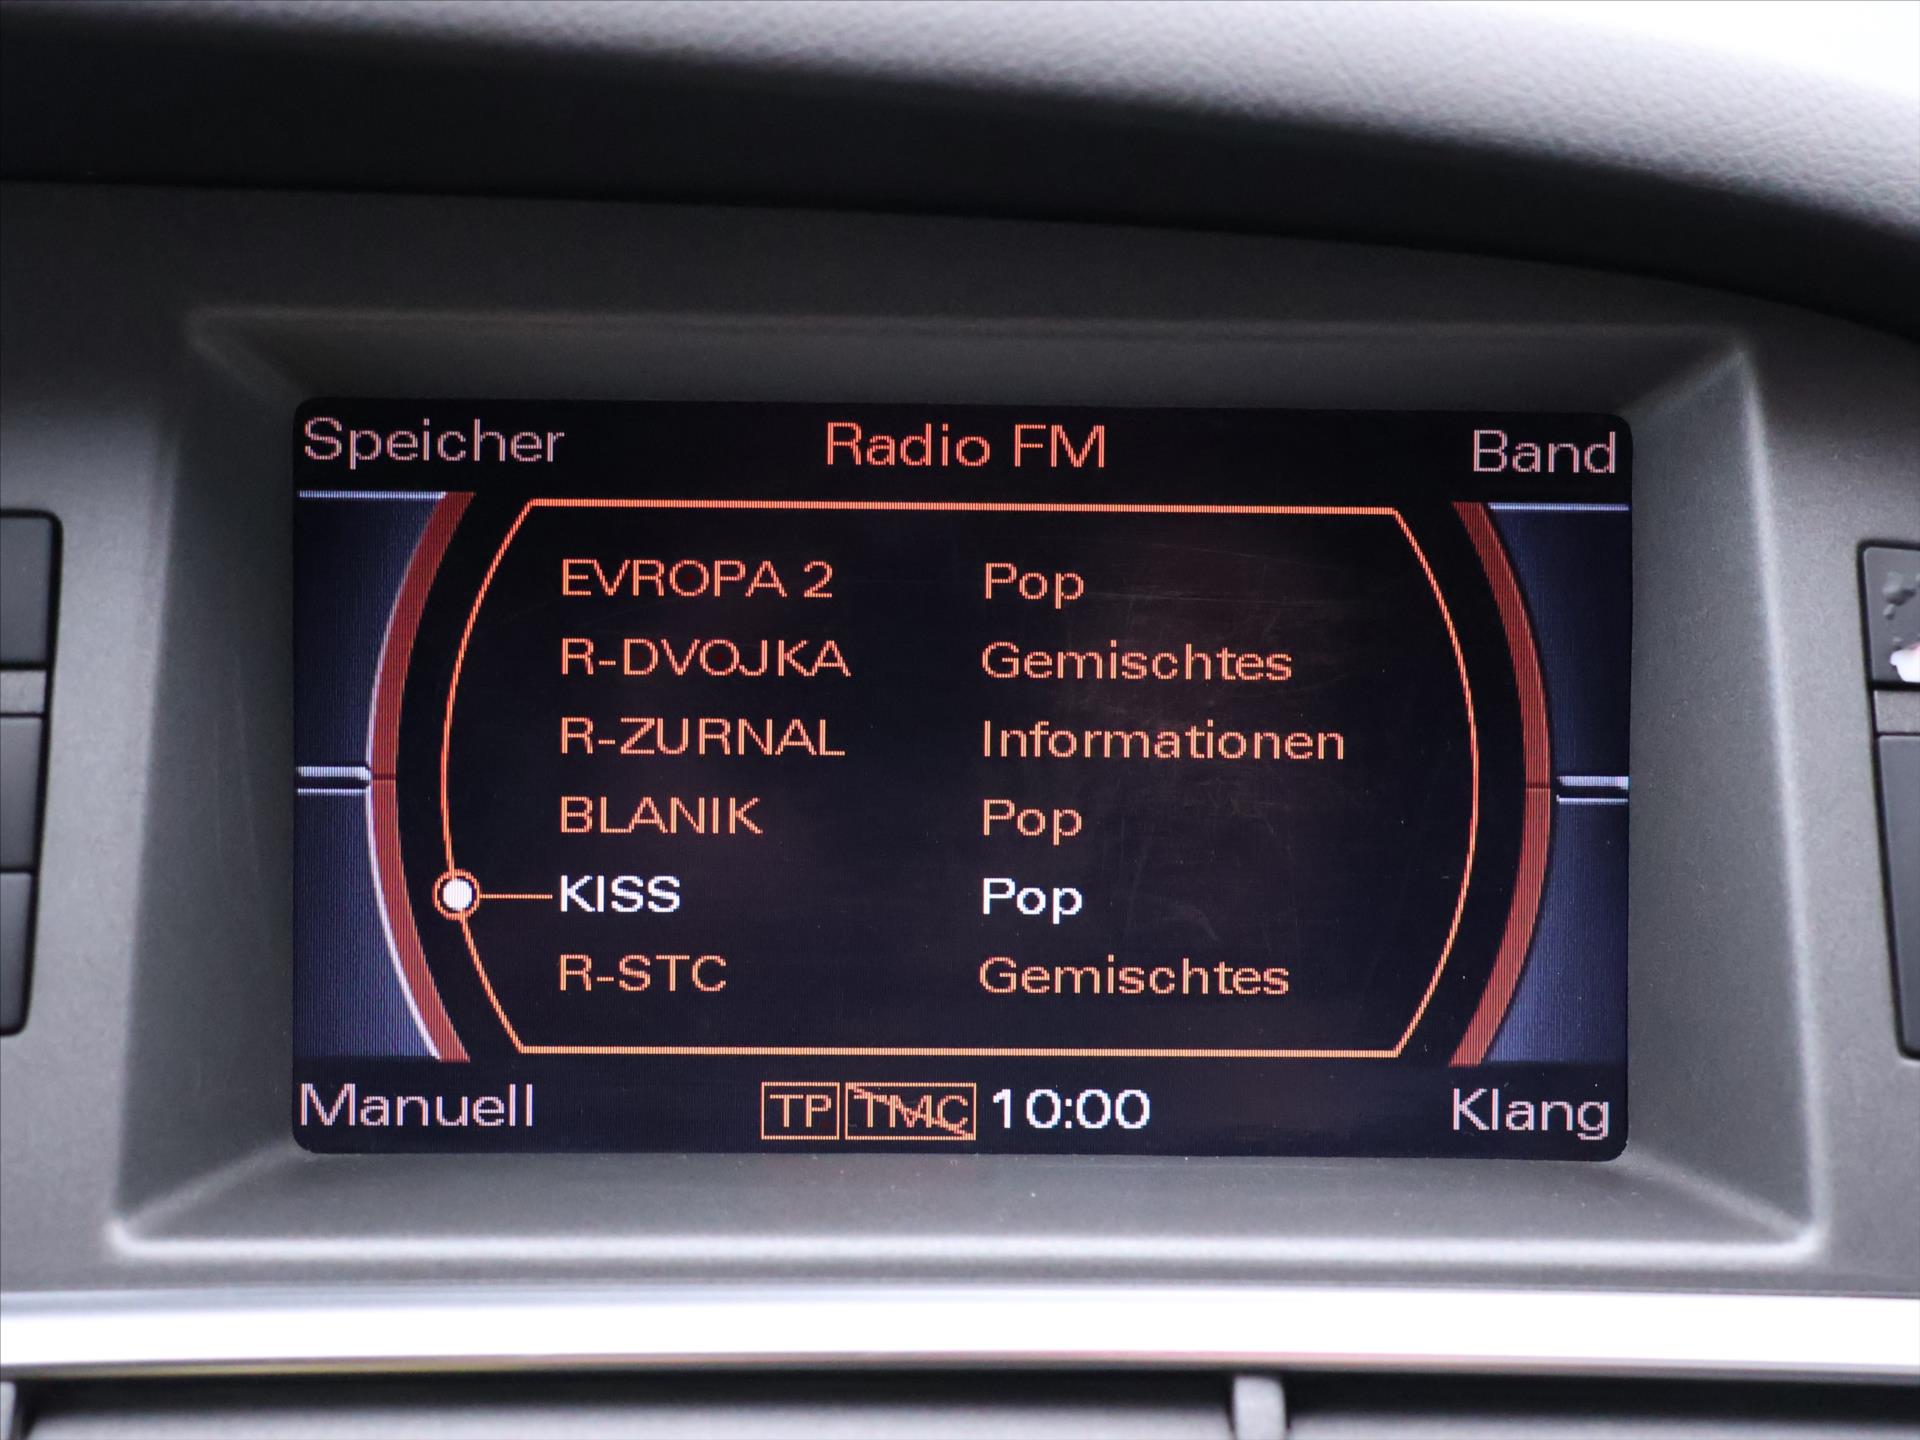 Speicher Radio FM Band
EVROPA 2 Pop
R-DVOJKA Gemischtes
R-ZURNAL Informationen
BLANIK Pop
KISS Pop
R-STC Gemischtes
Manuell TP TMC 10:00 Klang